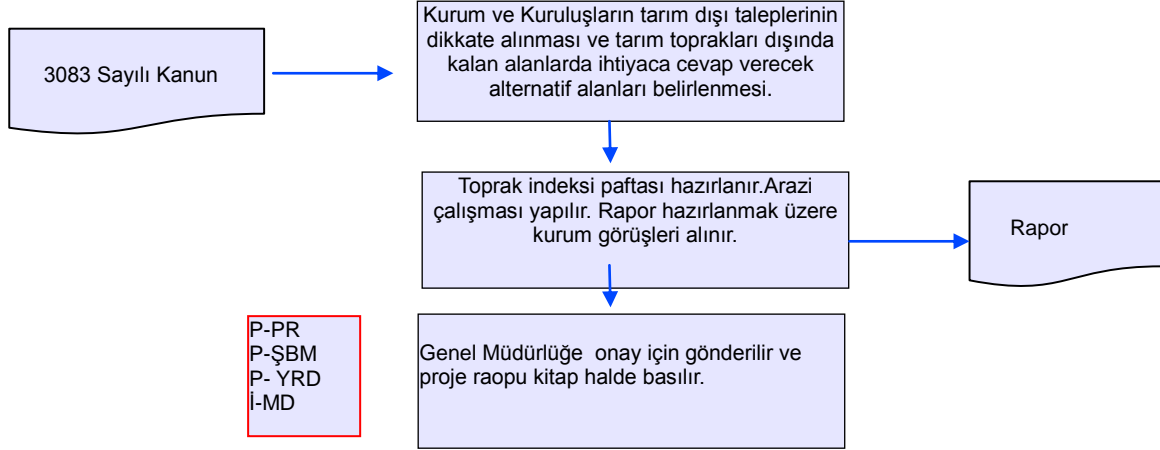 Kurum ve Kuruluşların tarım dışı taleplerinin
dikkate alınması ve tarım toprakları dışında
kalan alanlarda ihtiyaca cevap verecek
alternatif alanları belirlenmesi.
3083 Sayılı Kanun
Toprak indeksi paftası hazırlanır.Arazi
çalışması yapılır. Rapor hazırlanmak üzere
kurum görüşleri alınır.
Rapor
P-PR
P-ŞBM
P- YRD
İ-MD
Genel Müdürlüğe  onay için gönderilir ve
proje raopu kitap halde basılır.